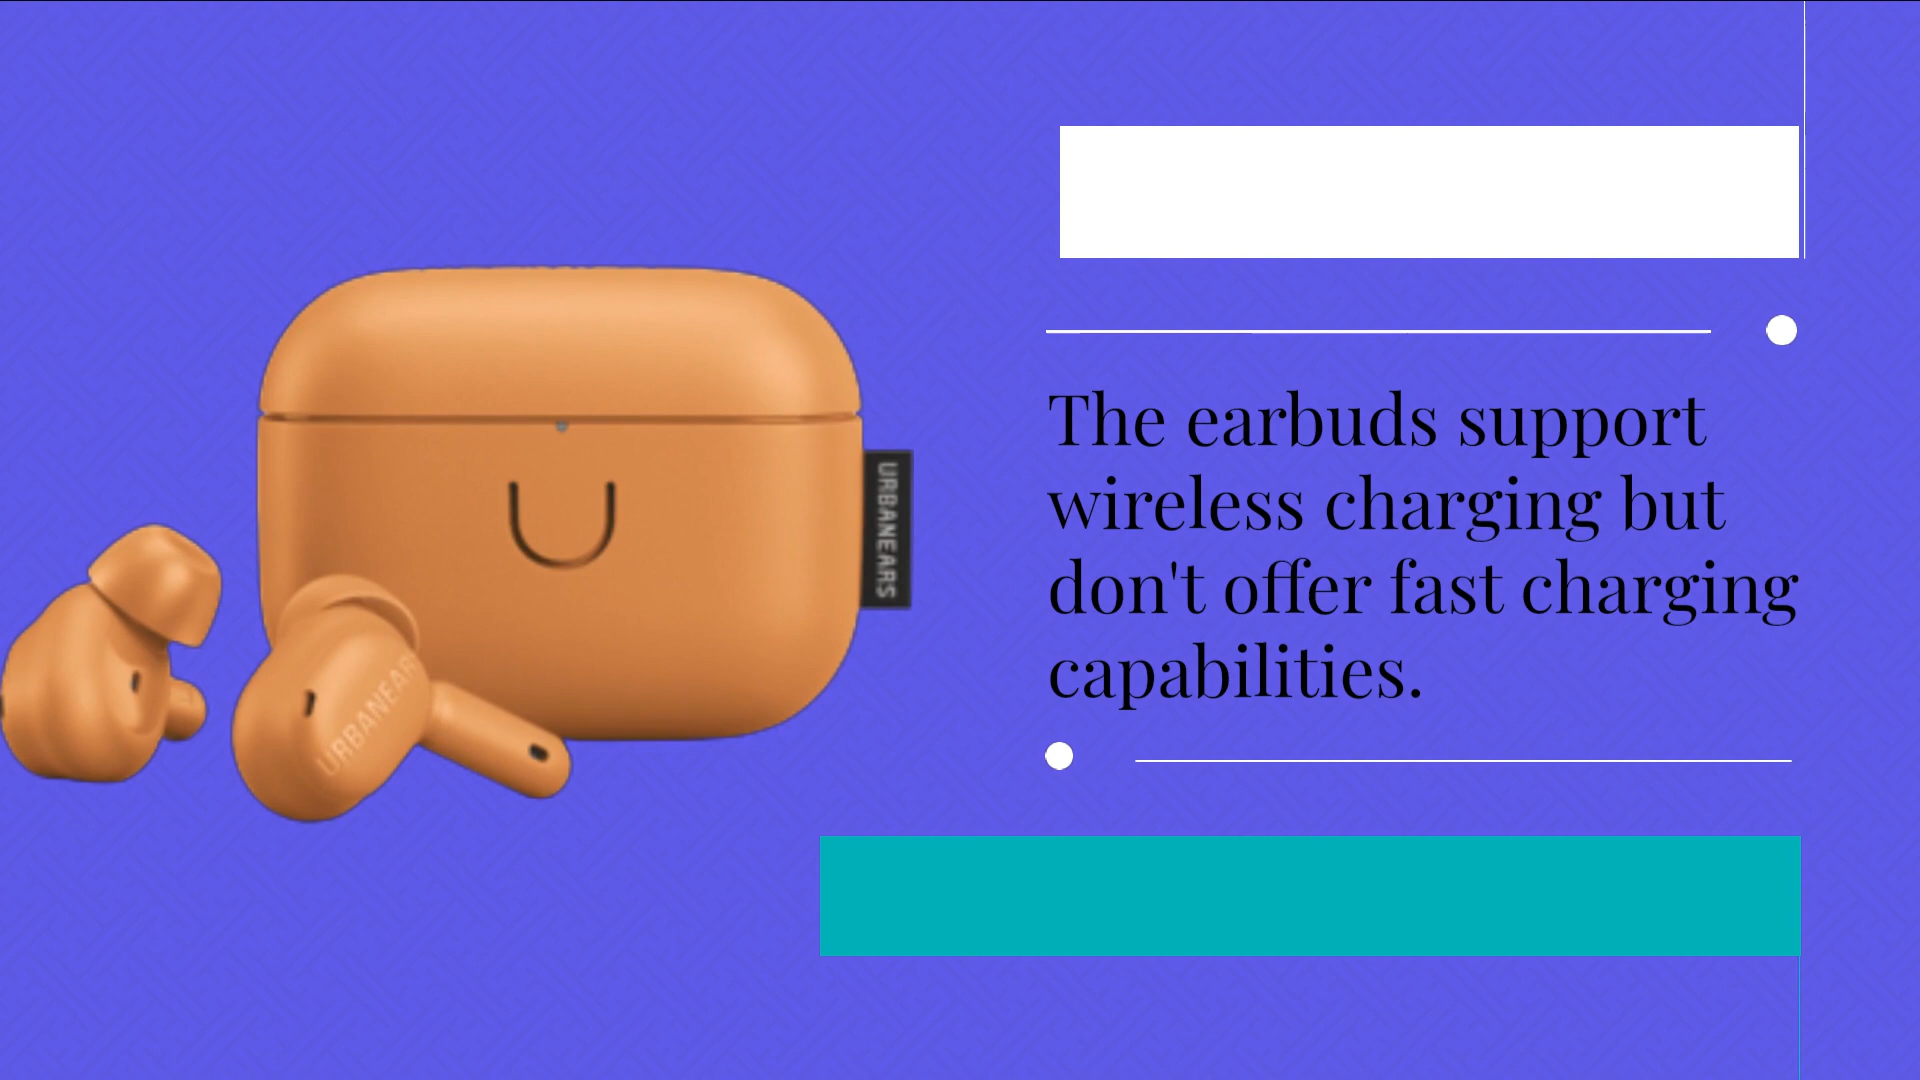 The earbuds support
wireless charging but
don't offer fast charging
capabilities.
URBANEARS
URBANEAR